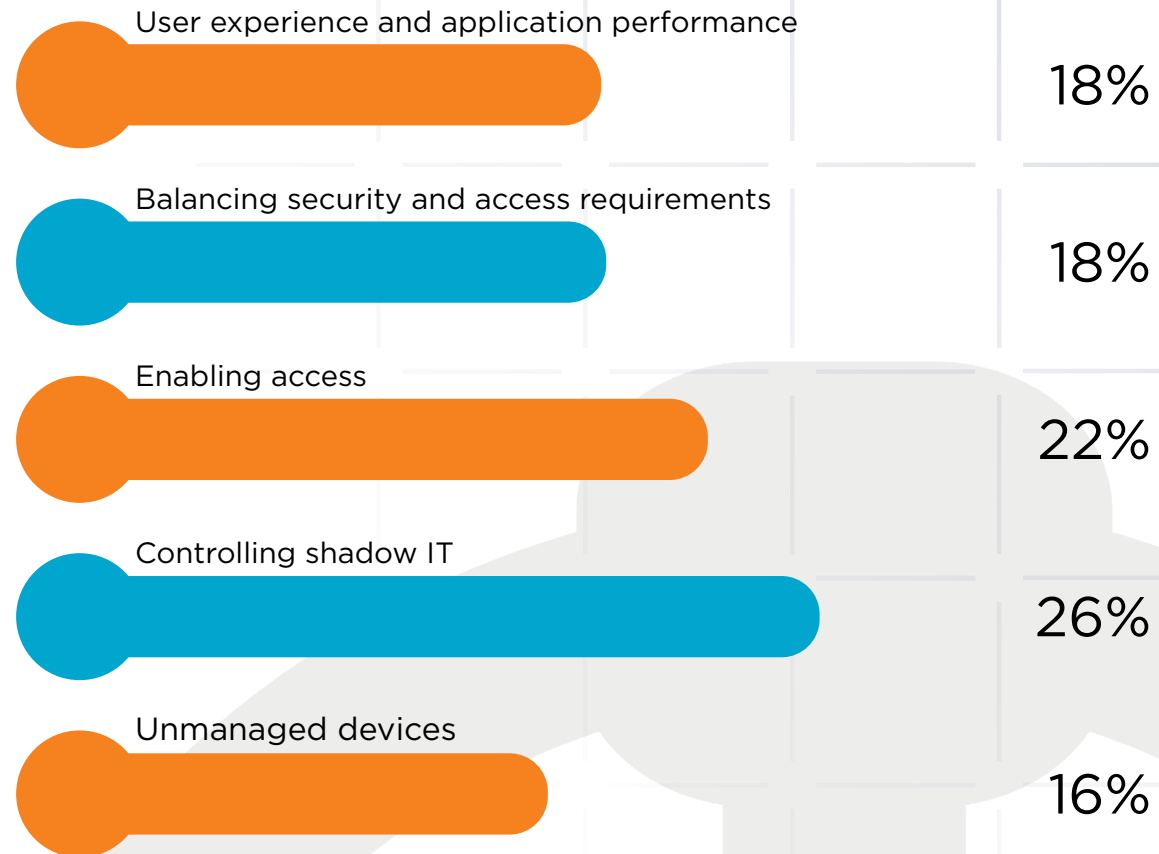 User experience and application performance
18%
Balancing security and access requirements
18%
Enabling access
22%
Controlling shadow IT
26%
Unmanaged devices
16%